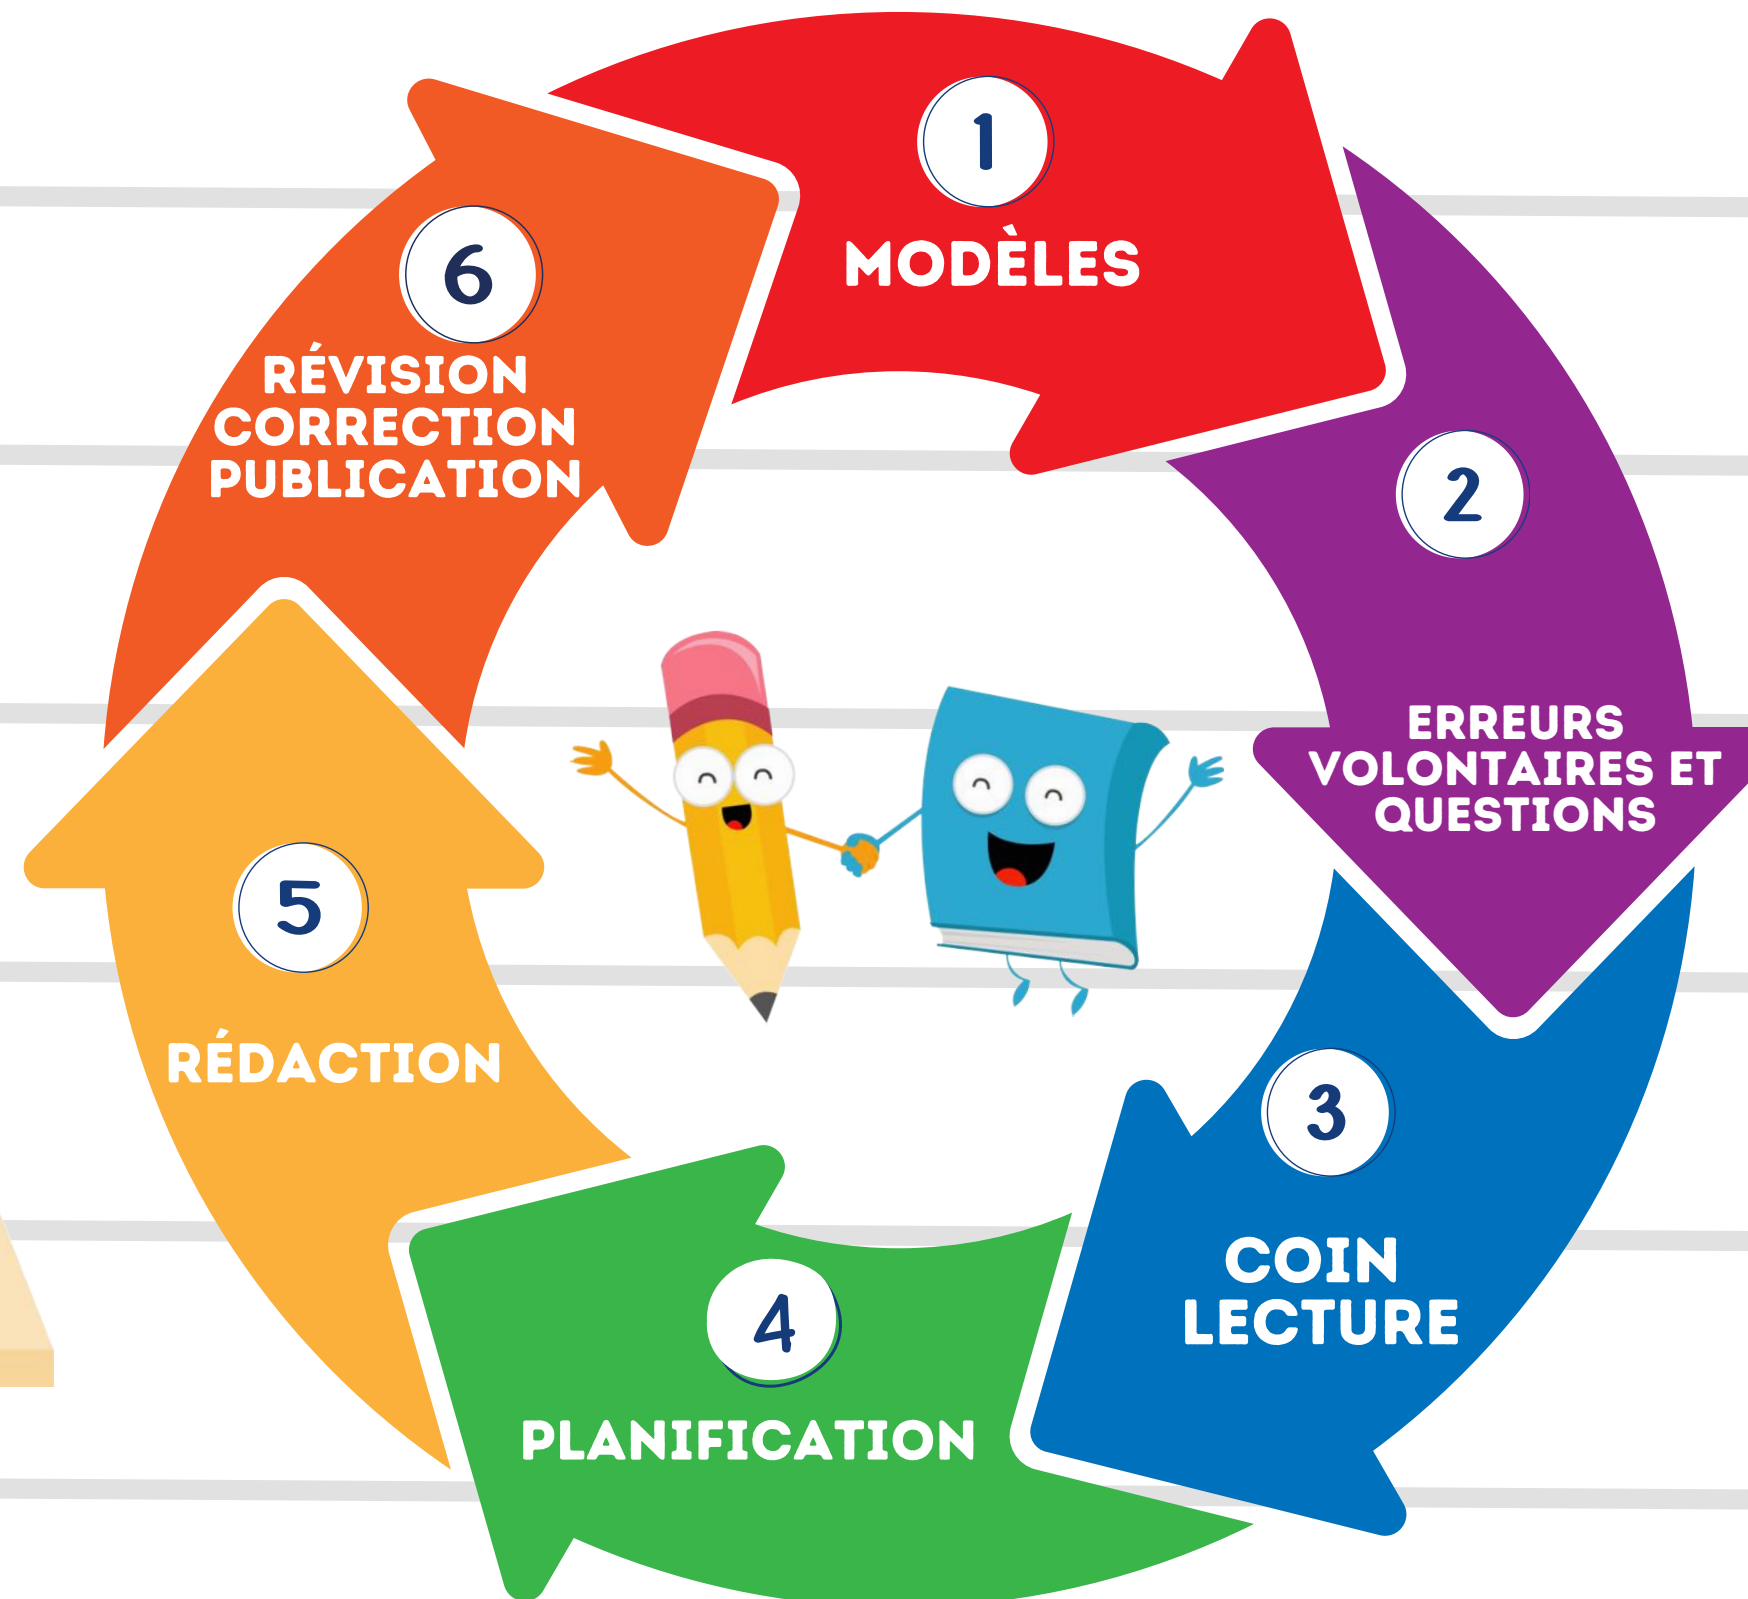 1
MODÈLES
2
ERREURS
VOLONTAIRES ET
QUESTIONS
3
COIN
LECTURE
4
PLANIFICATION
5
RÉDACTION
6
RÉVISION
CORRECTION
PUBLICATION